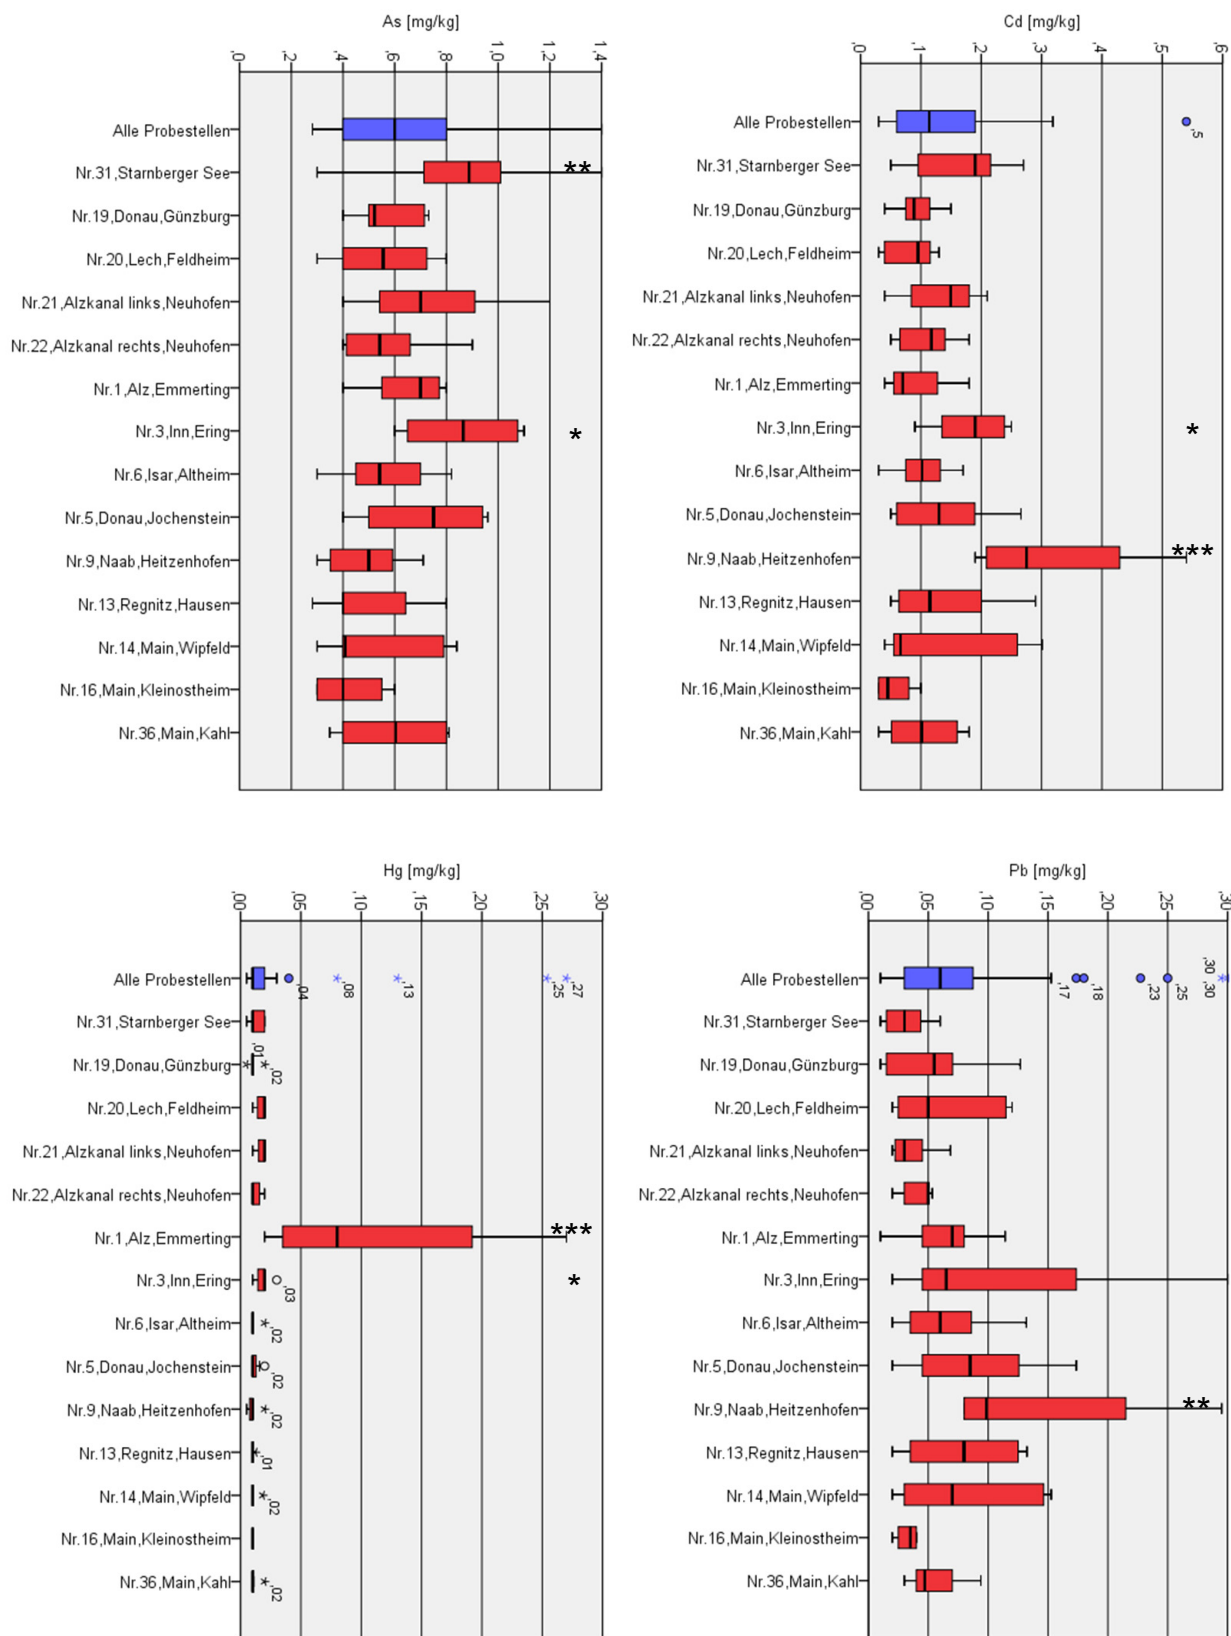 As [mg/kg]
,0
,2
,4
,6
,8
1,0
1,2
1,4
Alle Probestellen
Nr.31,Starnberger See
**
Nr.19,Donau,Günzburg
Nr.20,Lech,Feldheim
Nr.21,Alzkanal links,Neuhofen
Nr.22,Alzkanal rechts,Neuhofen
Nr.1,Alz,Emmerting
Nr.3,Inn,Ering
*
Nr.6,Isar,Altheim
Nr.5,Donau,Jochenstein
Nr.9,Naab,Heitzenhofen
Nr.13,Regnitz,Hausen
Nr.14,Main,Wipfeld
Nr.16,Main,Kleinostheim
Nr.36,Main,Kahl
Cd [mg/kg]
,0
,1
,2
,3
,4
,5
,6
Alle Probestellen
,5
Nr.31,Starnberger See
Nr.19,Donau,Günzburg
Nr.20,Lech,Feldheim
Nr.21,Alzkanal links,Neuhofen
Nr.22,Alzkanal rechts,Neuhofen
Nr.1,Alz,Emmerting
Nr.3,Inn,Ering
*
Nr.6,Isar,Altheim
Nr.5,Donau,Jochenstein
Nr.9,Naab,Heitzenhofen
***
Nr.13,Regnitz,Hausen
Nr.14,Main,Wipfeld
Nr.16,Main,Kleinostheim
Nr.36,Main,Kahl
Hg [mg/kg]
,00
,05
,10
,15
,20
,25
,30
Alle Probestellen
,04
,08
,13
,25
,27
Nr.31,Starnberger See
Nr.19,Donau,Günzburg
,01
,02
Nr.20,Lech,Feldheim
Nr.21,Alzkanal links,Neuhofen
Nr.22,Alzkanal rechts,Neuhofen
Nr.1,Alz,Emmerting
***
Nr.3,Inn,Ering
,03
*
Nr.6,Isar,Altheim
,02
Nr.5,Donau,Jochenstein
,02
Nr.9,Naab,Heitzenhofen
,02
Nr.13,Regnitz,Hausen
,01
Nr.14,Main,Wipfeld
,02
Nr.16,Main,Kleinostheim
Nr.36,Main,Kahl
,02
Pb [mg/kg]
,00
,05
,10
,15
,20
,25
,30
Alle Probestellen
,17
,18
,23
,25
,30
,30
Nr.31,Starnberger See
Nr.19,Donau,Günzburg
Nr.20,Lech,Feldheim
Nr.21,Alzkanal links,Neuhofen
Nr.22,Alzkanal rechts,Neuhofen
Nr.1,Alz,Emmerting
Nr.3,Inn,Ering
Nr.6,Isar,Altheim
Nr.5,Donau,Jochenstein
Nr.9,Naab,Heitzenhofen
**
Nr.13,Regnitz,Hausen
Nr.14,Main,Wipfeld
Nr.16,Main,Kleinostheim
Nr.36,Main,Kahl